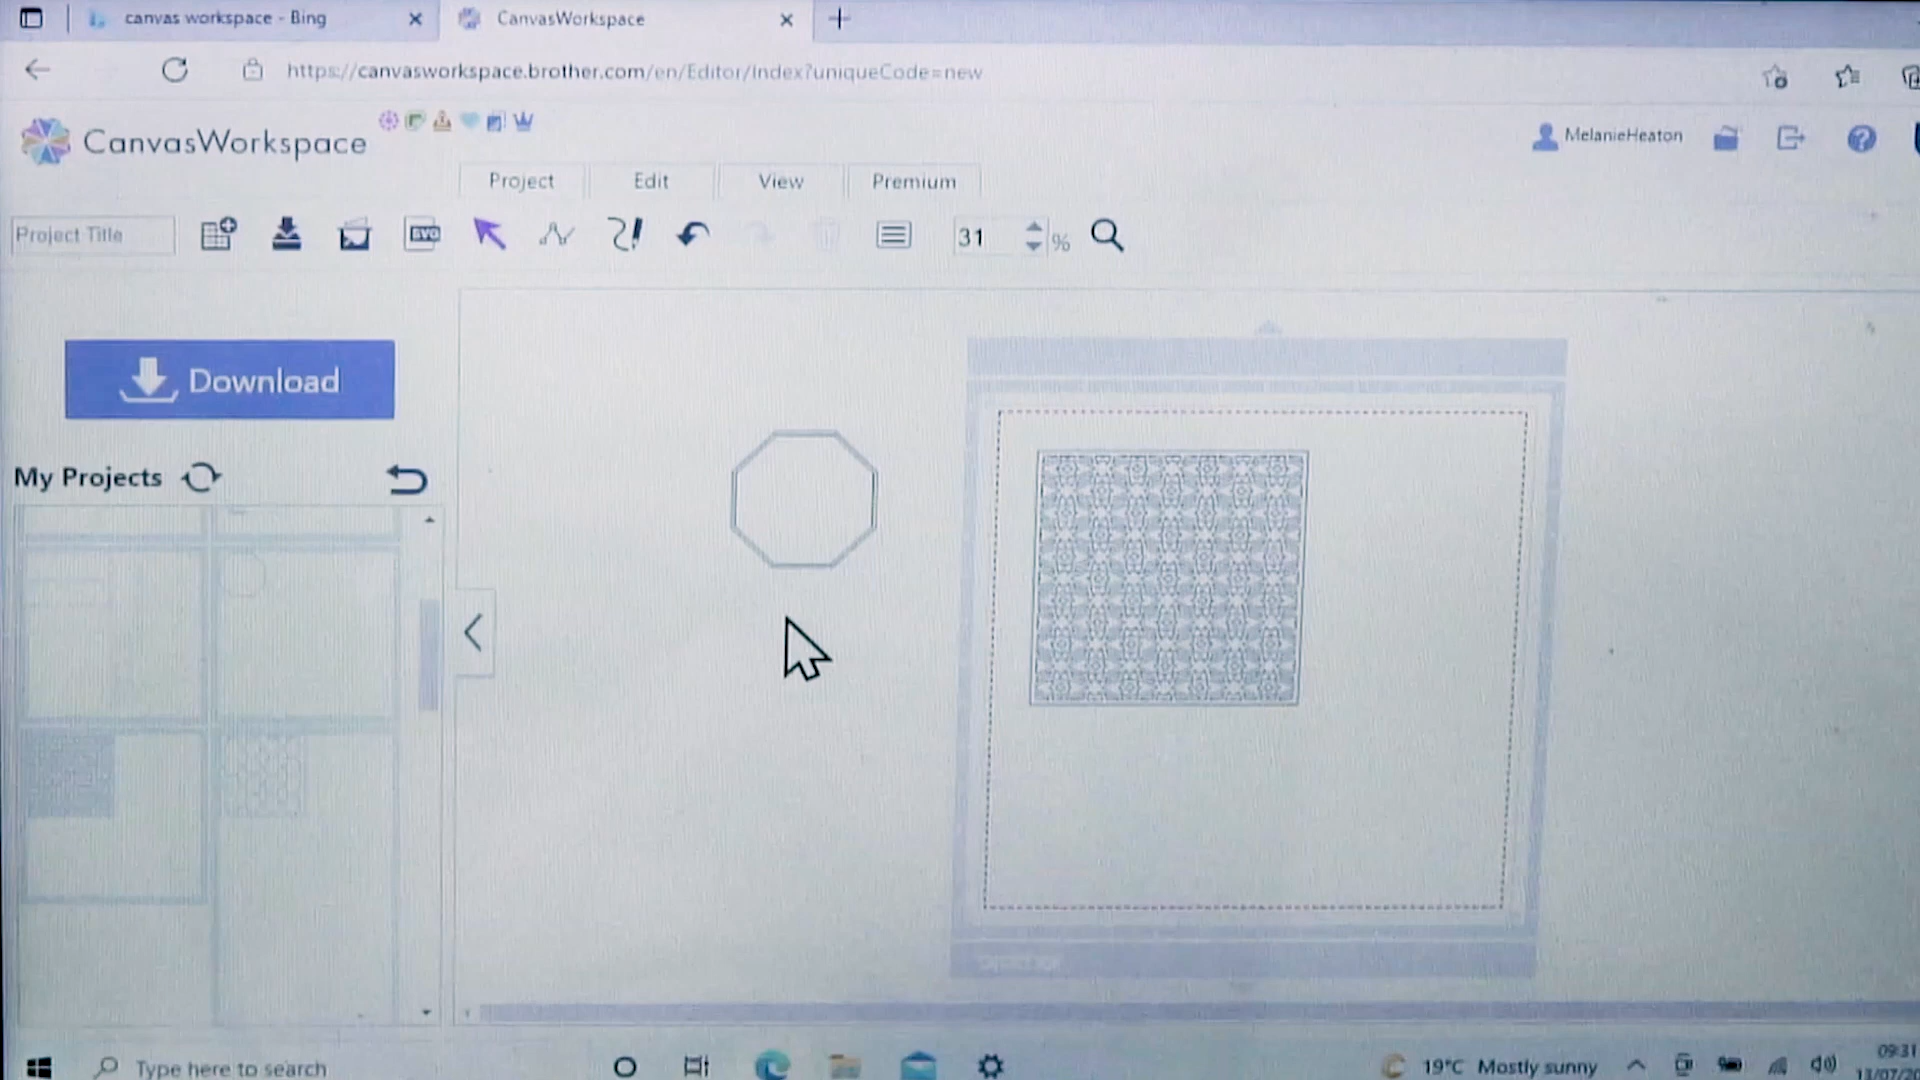 canvas workspace - Bing
CanvasWorkspace
https://canvasworkspace.brother.com/en/Editor/Index?uniqueCode=new
CanvasWorkspace
MelanieHeaton
Project
Edit
View
Premium
Project Title
SVG
31
%
Download
My Projects
Type here to search
19°C Mostly sunny
09:31